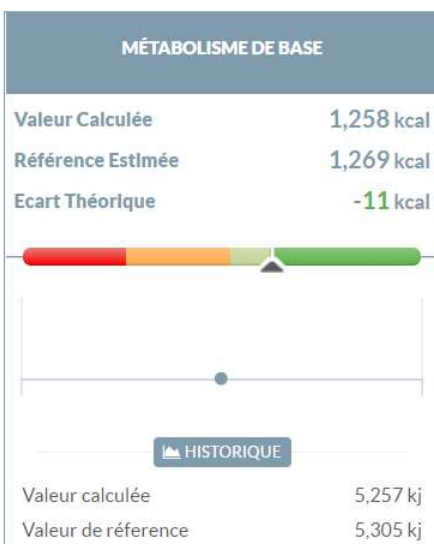 MÉTABOLISME DE BASE
Valeur Calculée 1,258 kcal
Référence Estimée 1,269 kcal
Ecart Théorique -11 kcal
HISTORIQUE
Valeur calculée 5,257 kj
Valeur de réference 5,305 kj